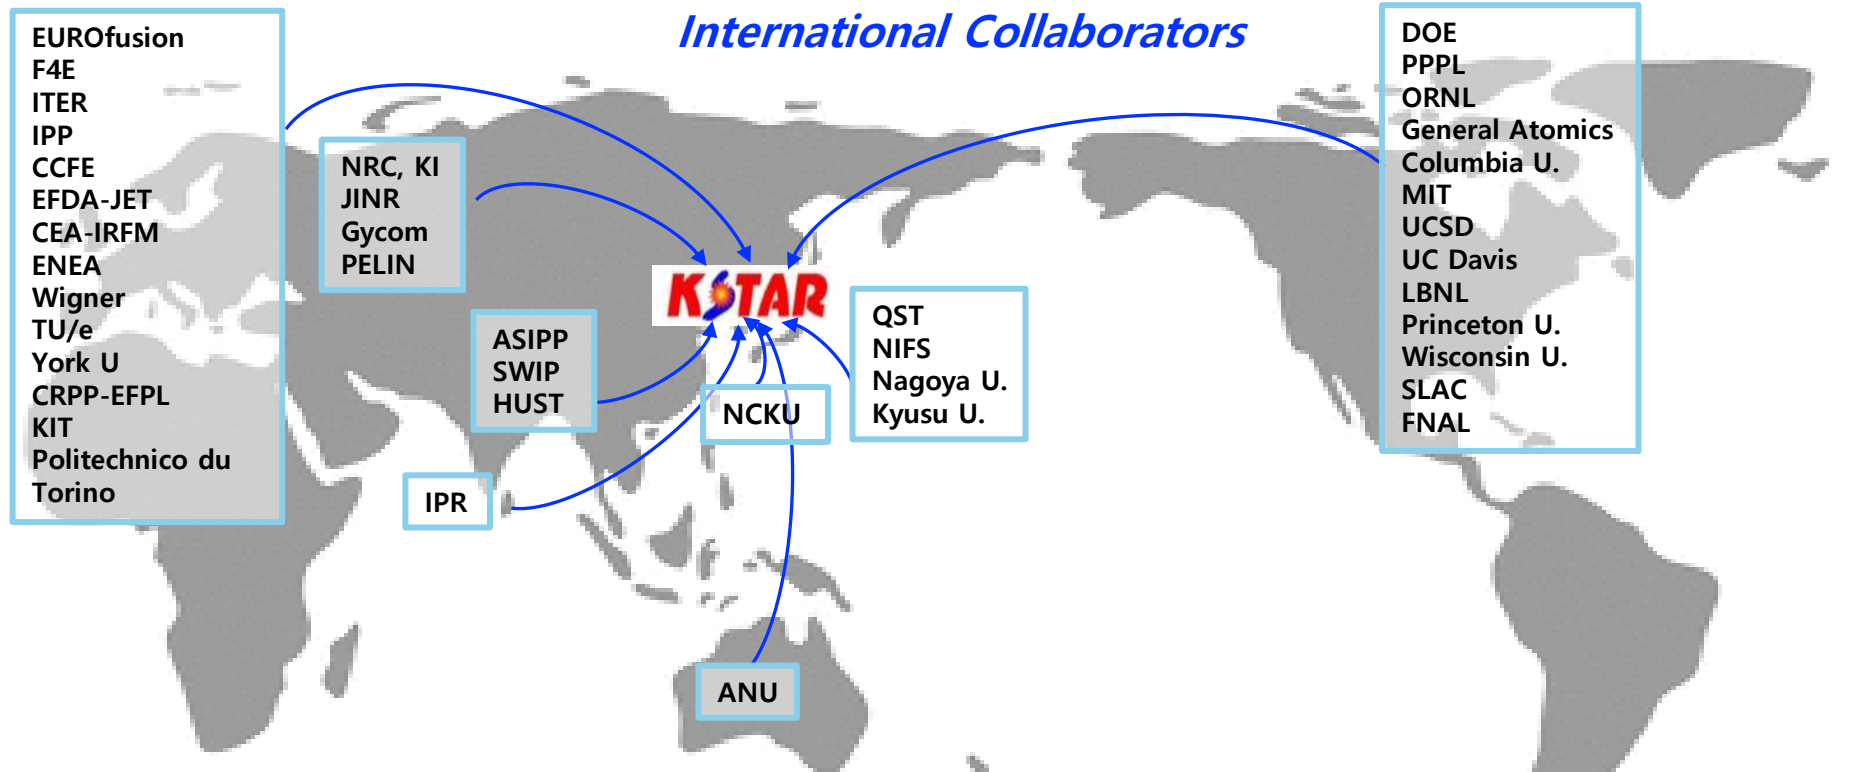 International Collaborators
EUROfusion
F4E
ITER
IPP
CCFE
EFDA-JET
CEA-IRFM
ENEA
Wigner
TU/e
York U
CRPP-EFPL
KIT
Politechnico du
Torino
NRC, KI
JINR
Gycom
PELIN
KSTAR
ASIPP
SWIP
HUST
NCKU
QST
NIFS
Nagoya U.
Kyusu U.
IPR
ANU
DOE
PPPL
ORNL
General Atomics
Columbia U.
MIT
UCSD
UC Davis
LBNL
Princeton U.
Wisconsin U.
SLAC
FNAL